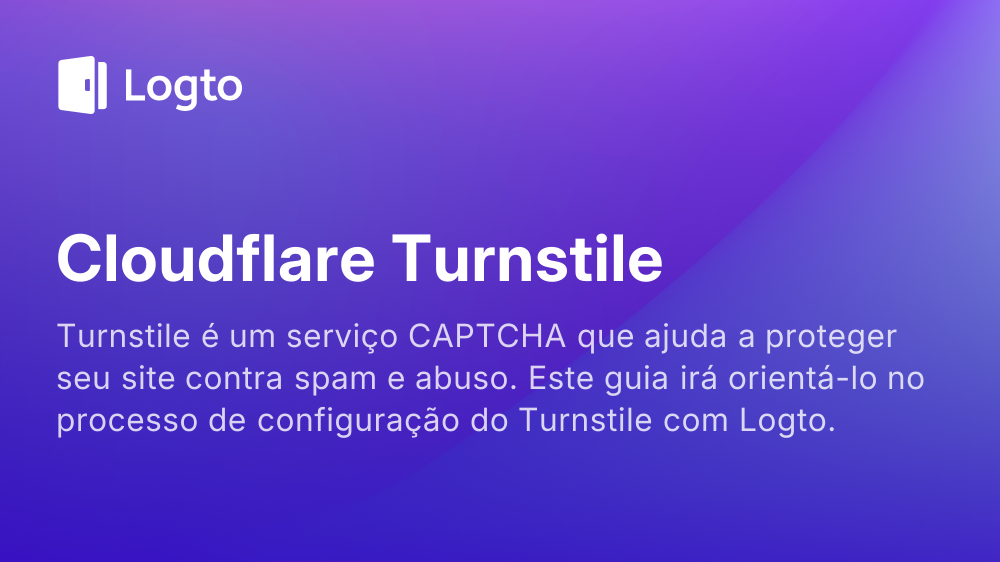 Logto
Cloudflare Turnstile
Turnstile é um serviço CAPTCHA que ajuda a proteger
seu site contra spam e abuso. Este guia irá orientá-lo no
processo de configuração do Turnstile com Logto.